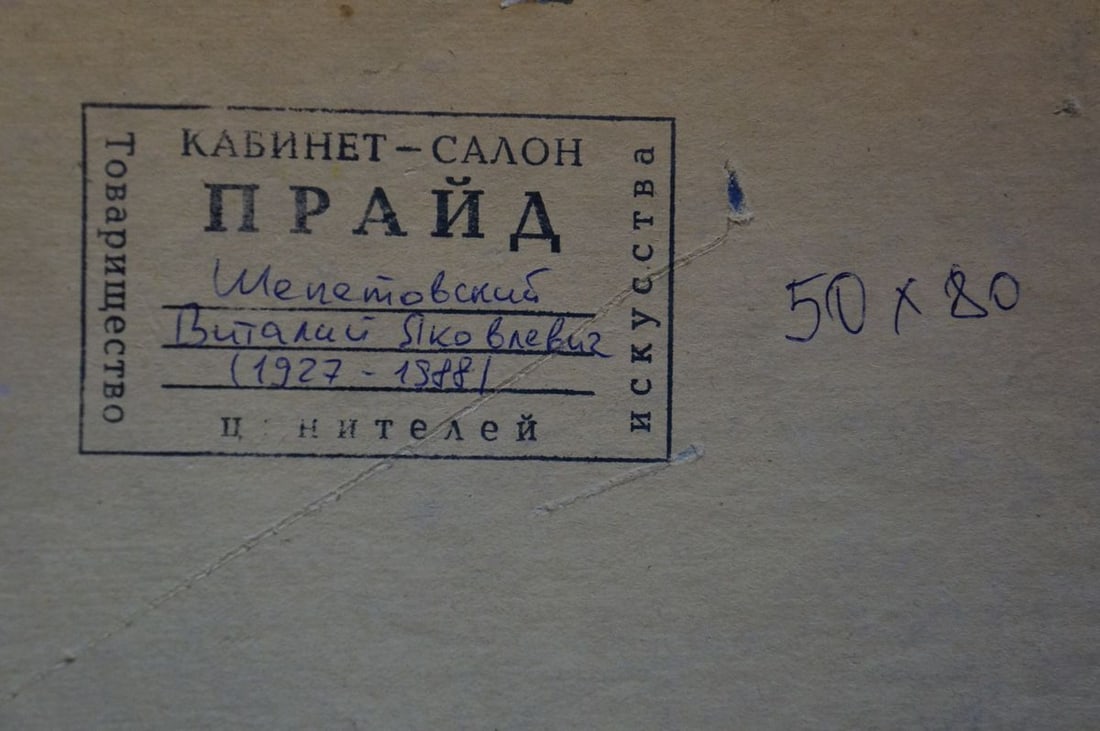 КАБИНЕТ-САЛОН
ПРАЙД
Товарищество
Шепетовский
Виталий Яковлевич
(1927 - 1988)
Ц нителей
искусства
50 x 80